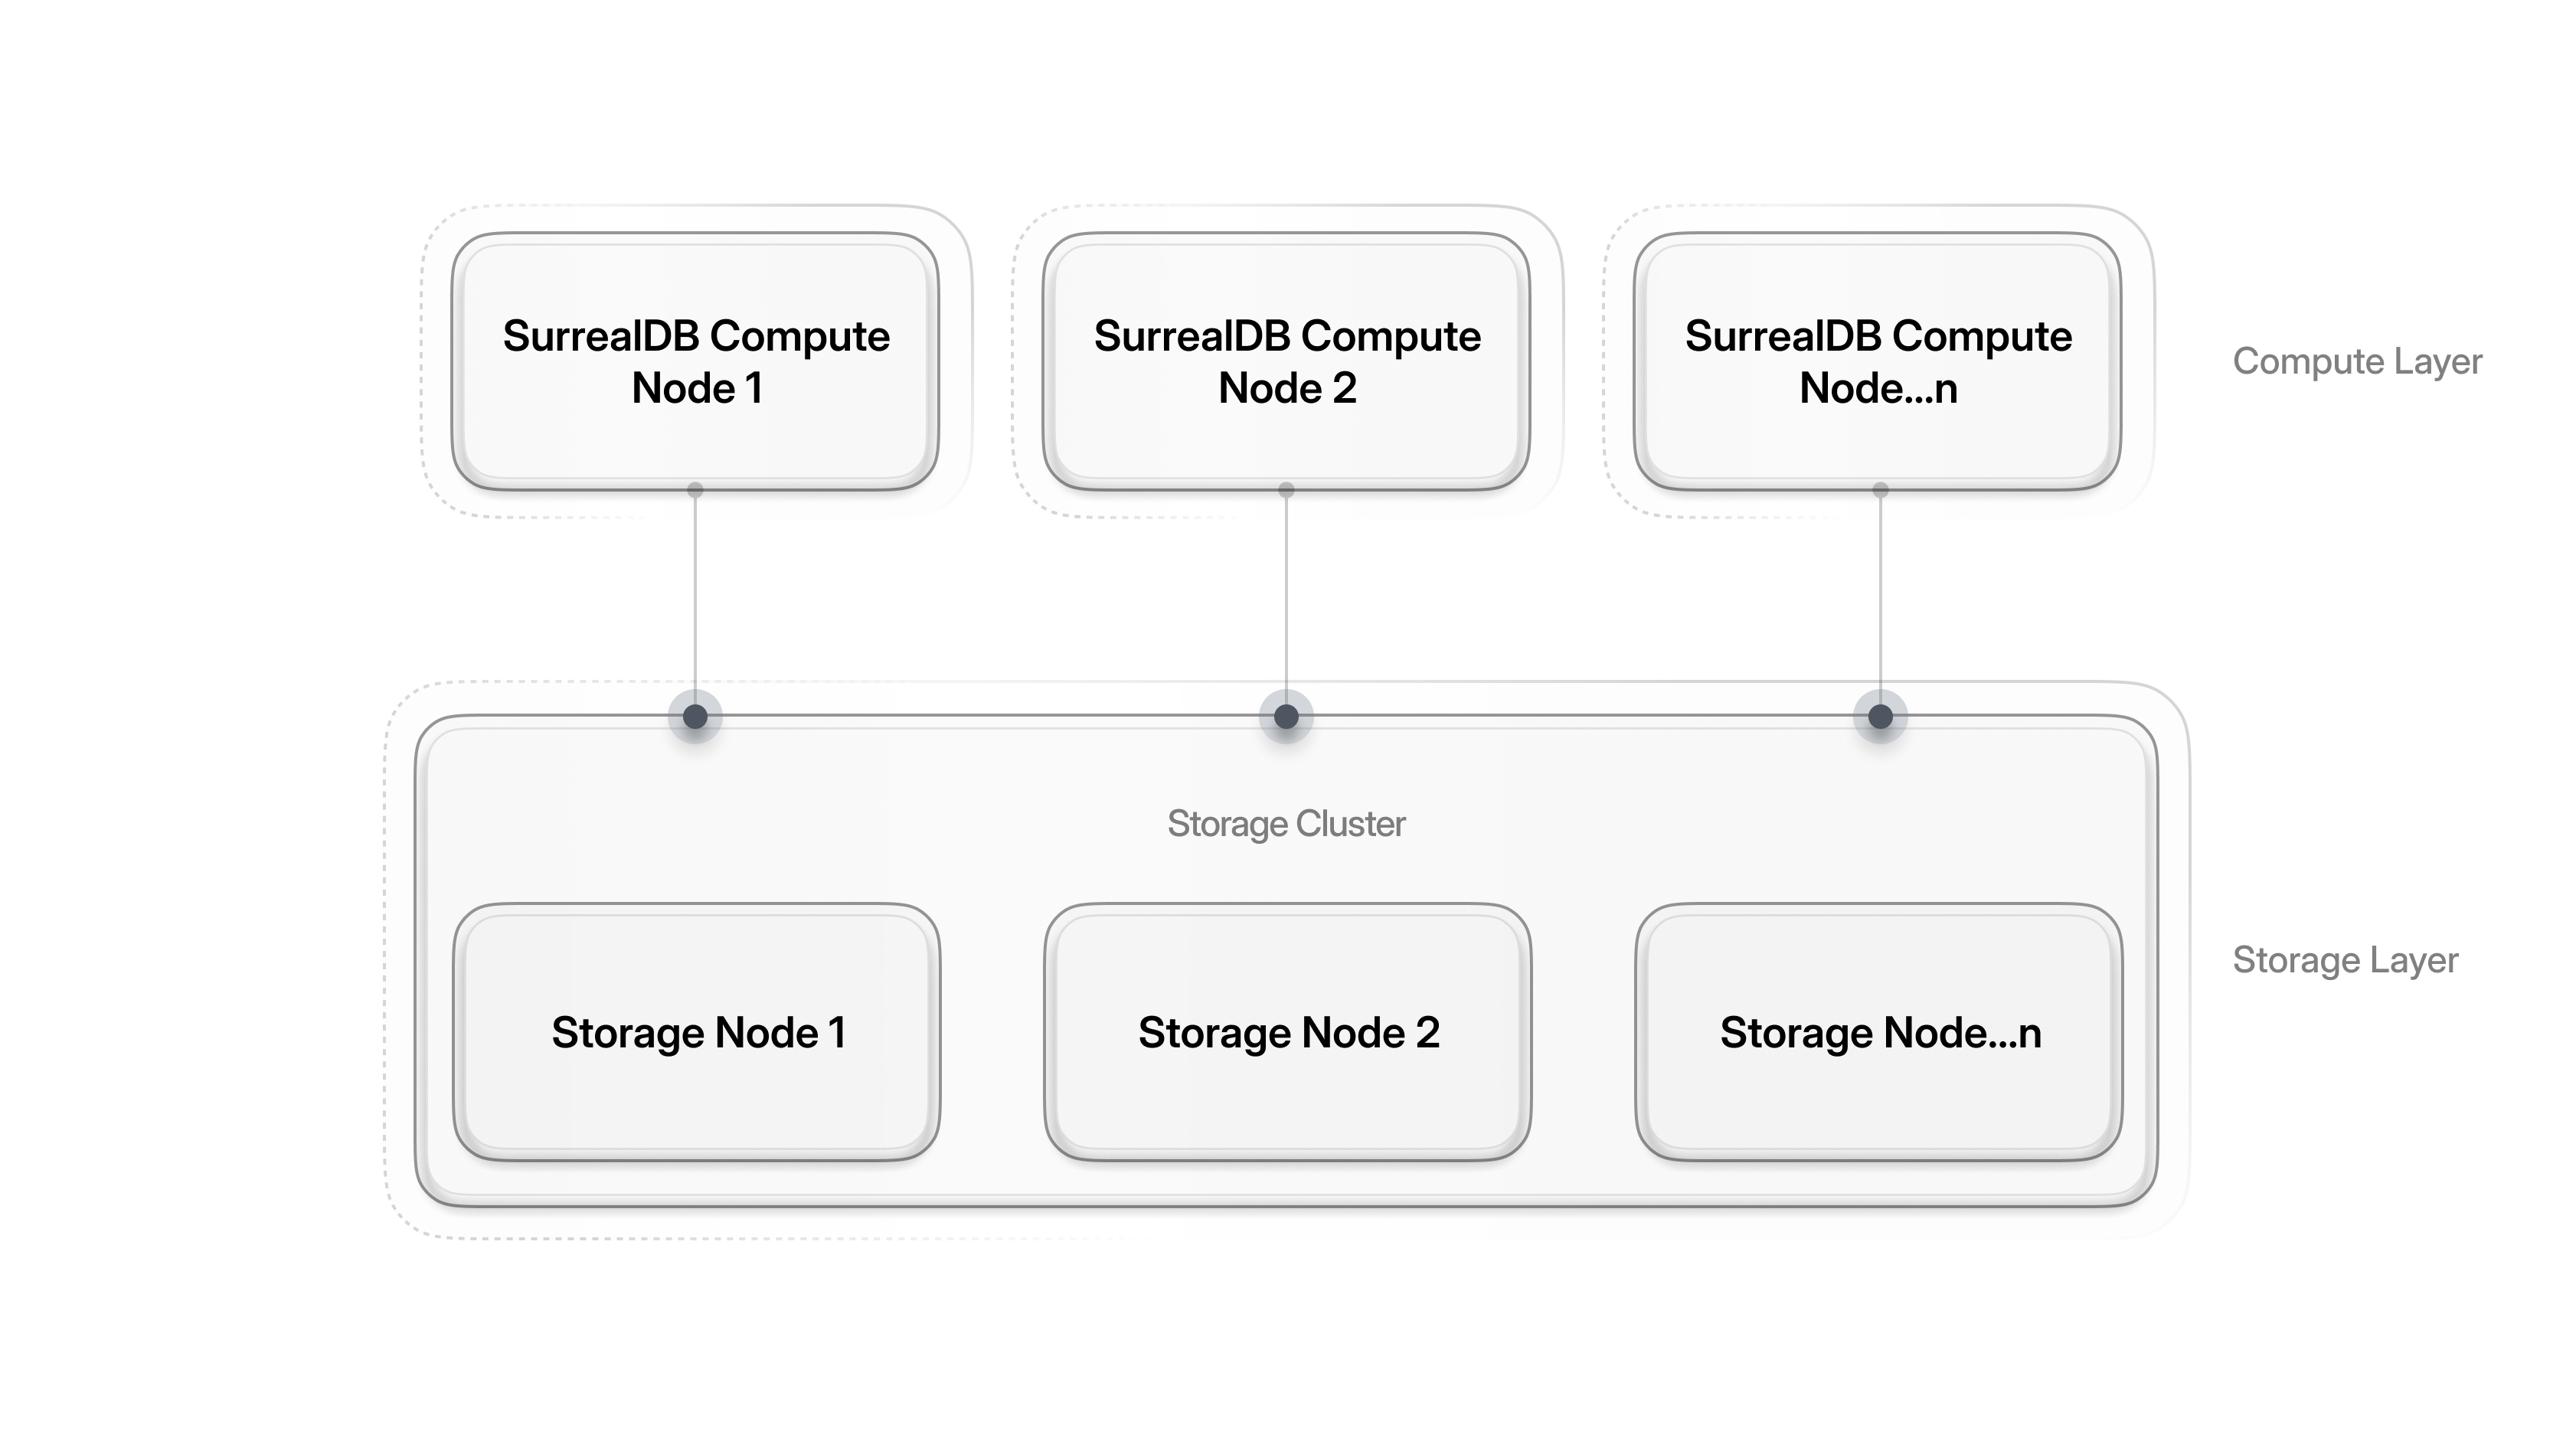 SurrealDB Compute
Node 1
SurrealDB Compute
Node 2
SurrealDB Compute
Node...n
Compute Layer
Storage Cluster
Storage Layer
Storage Node 1
Storage Node 2
Storage Node...n